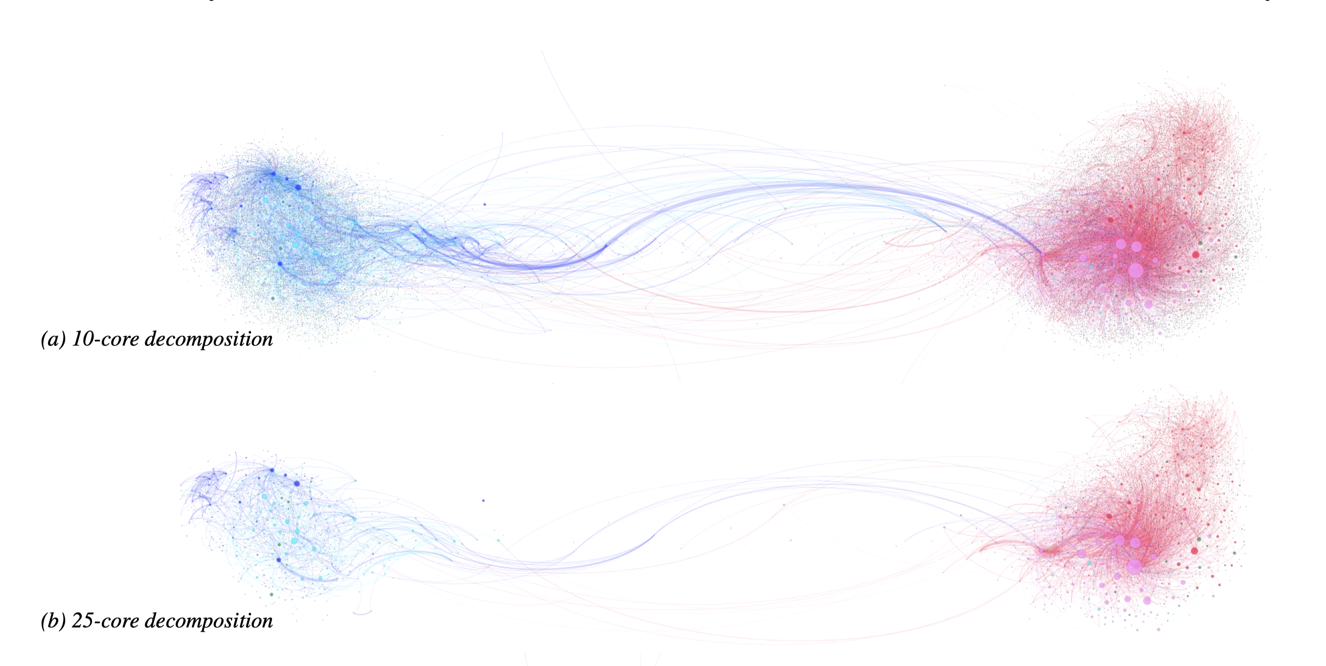 (a) 10-core decomposition
(b) 25-core decomposition